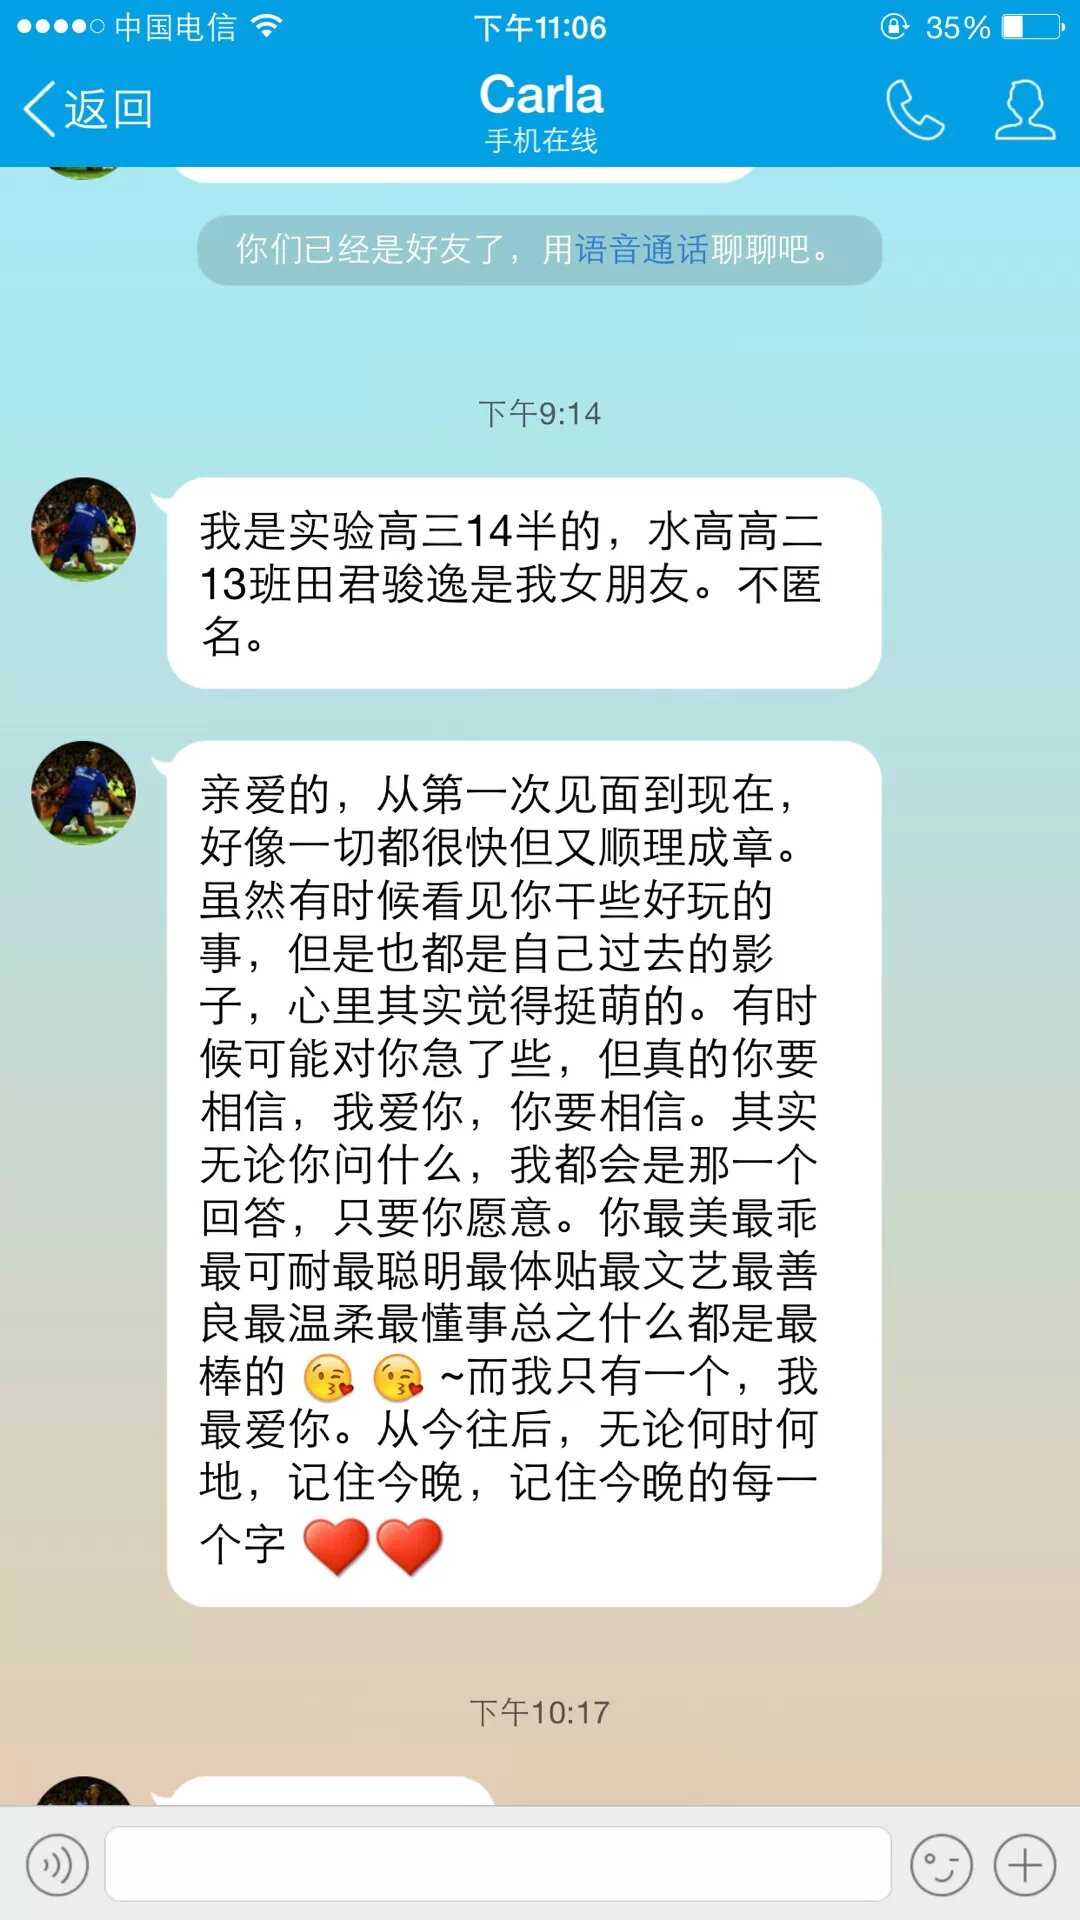 中国电信 下午11:06 35%
返回 Carla
手机在线
你们已经是好友了，用语音通话聊聊吧。
下午9:14
我是实验高三14半的，水高高二
13班田君骏逸是我女朋友。不匿
名。
亲爱的，从第一次见面到现在，
好像一切都很快但又顺理成章。
虽然有时候看见你干些好玩的
事，但是也都是自己过去的影
子，心里其实觉得挺萌的。有时
候可能对你急了些，但真的你要
相信，我爱你，你要相信。其实
无论你问什么，我都会是那一个
回答，只要你愿意。你最美最乖
最可耐最聪明最体贴最文艺最善
良最温柔最懂事总之什么都是最
棒的 😘 😘 ~而我只有一个，我
最爱你。从今往后，无论何时何
地，记住今晚，记住今晚的每一
个字 ❤️❤️
下午10:17